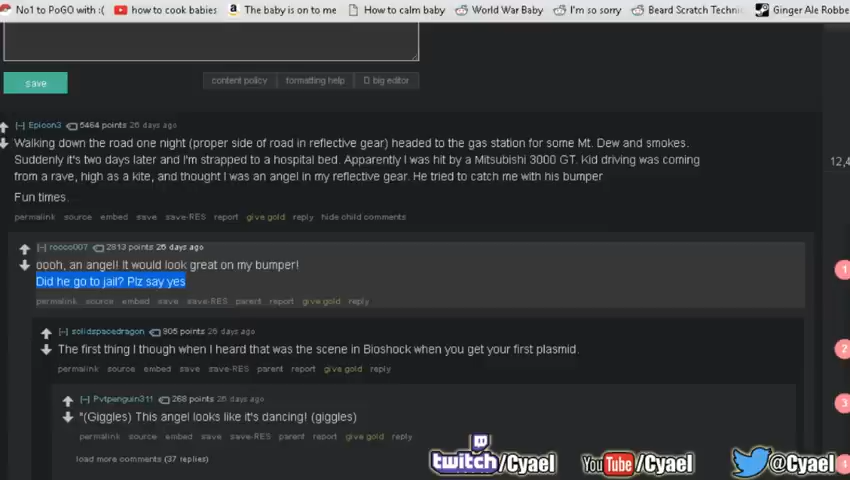 No1 to PoGO with :( how to cook babies The baby is on to me How to calm baby World War Baby I'm so sorry Beard Scratch Techni Ginger Ale Robbe
save content policy formatting help big editor
[–] Epicon3 5464 points 26 days ago
Walking down the road one night (proper side of road in reflective gear) headed to the gas station for some Mt. Dew and smokes.
Suddenly it's two days later and I'm strapped to a hospital bed. Apparently I was hit by a Mitsubishi 3000 GT. Kid driving was coming
12,4
from a rave, high as a kite, and thought I was an angel in my reflective gear. He tried to catch me with his bumper
Fun times.
permalink source embed save save-RES report give gold reply hide child comments
[–] rocco007 2813 points 26 days ago
oooh, an angel! It would look great on my bumper!
1
Did he go to jail? Plz say yes
permalink source embed save save-RES parent report give gold reply
[–] solidspacedragon 805 points 26 days ago
The first thing I though when I heard that was the scene in Bioshock when you get your first plasmid.
2
permalink source embed save save-RES parent report give gold reply
[–] Pvtpenguin311 268 points 26 days ago
3
"(Giggles) This angel looks like it's dancing! (giggles)
permalink source embed save save-RES parent report give gold reply
load more comments (37 replies)
twitch/Cyael YouTube/Cyael @Cyael